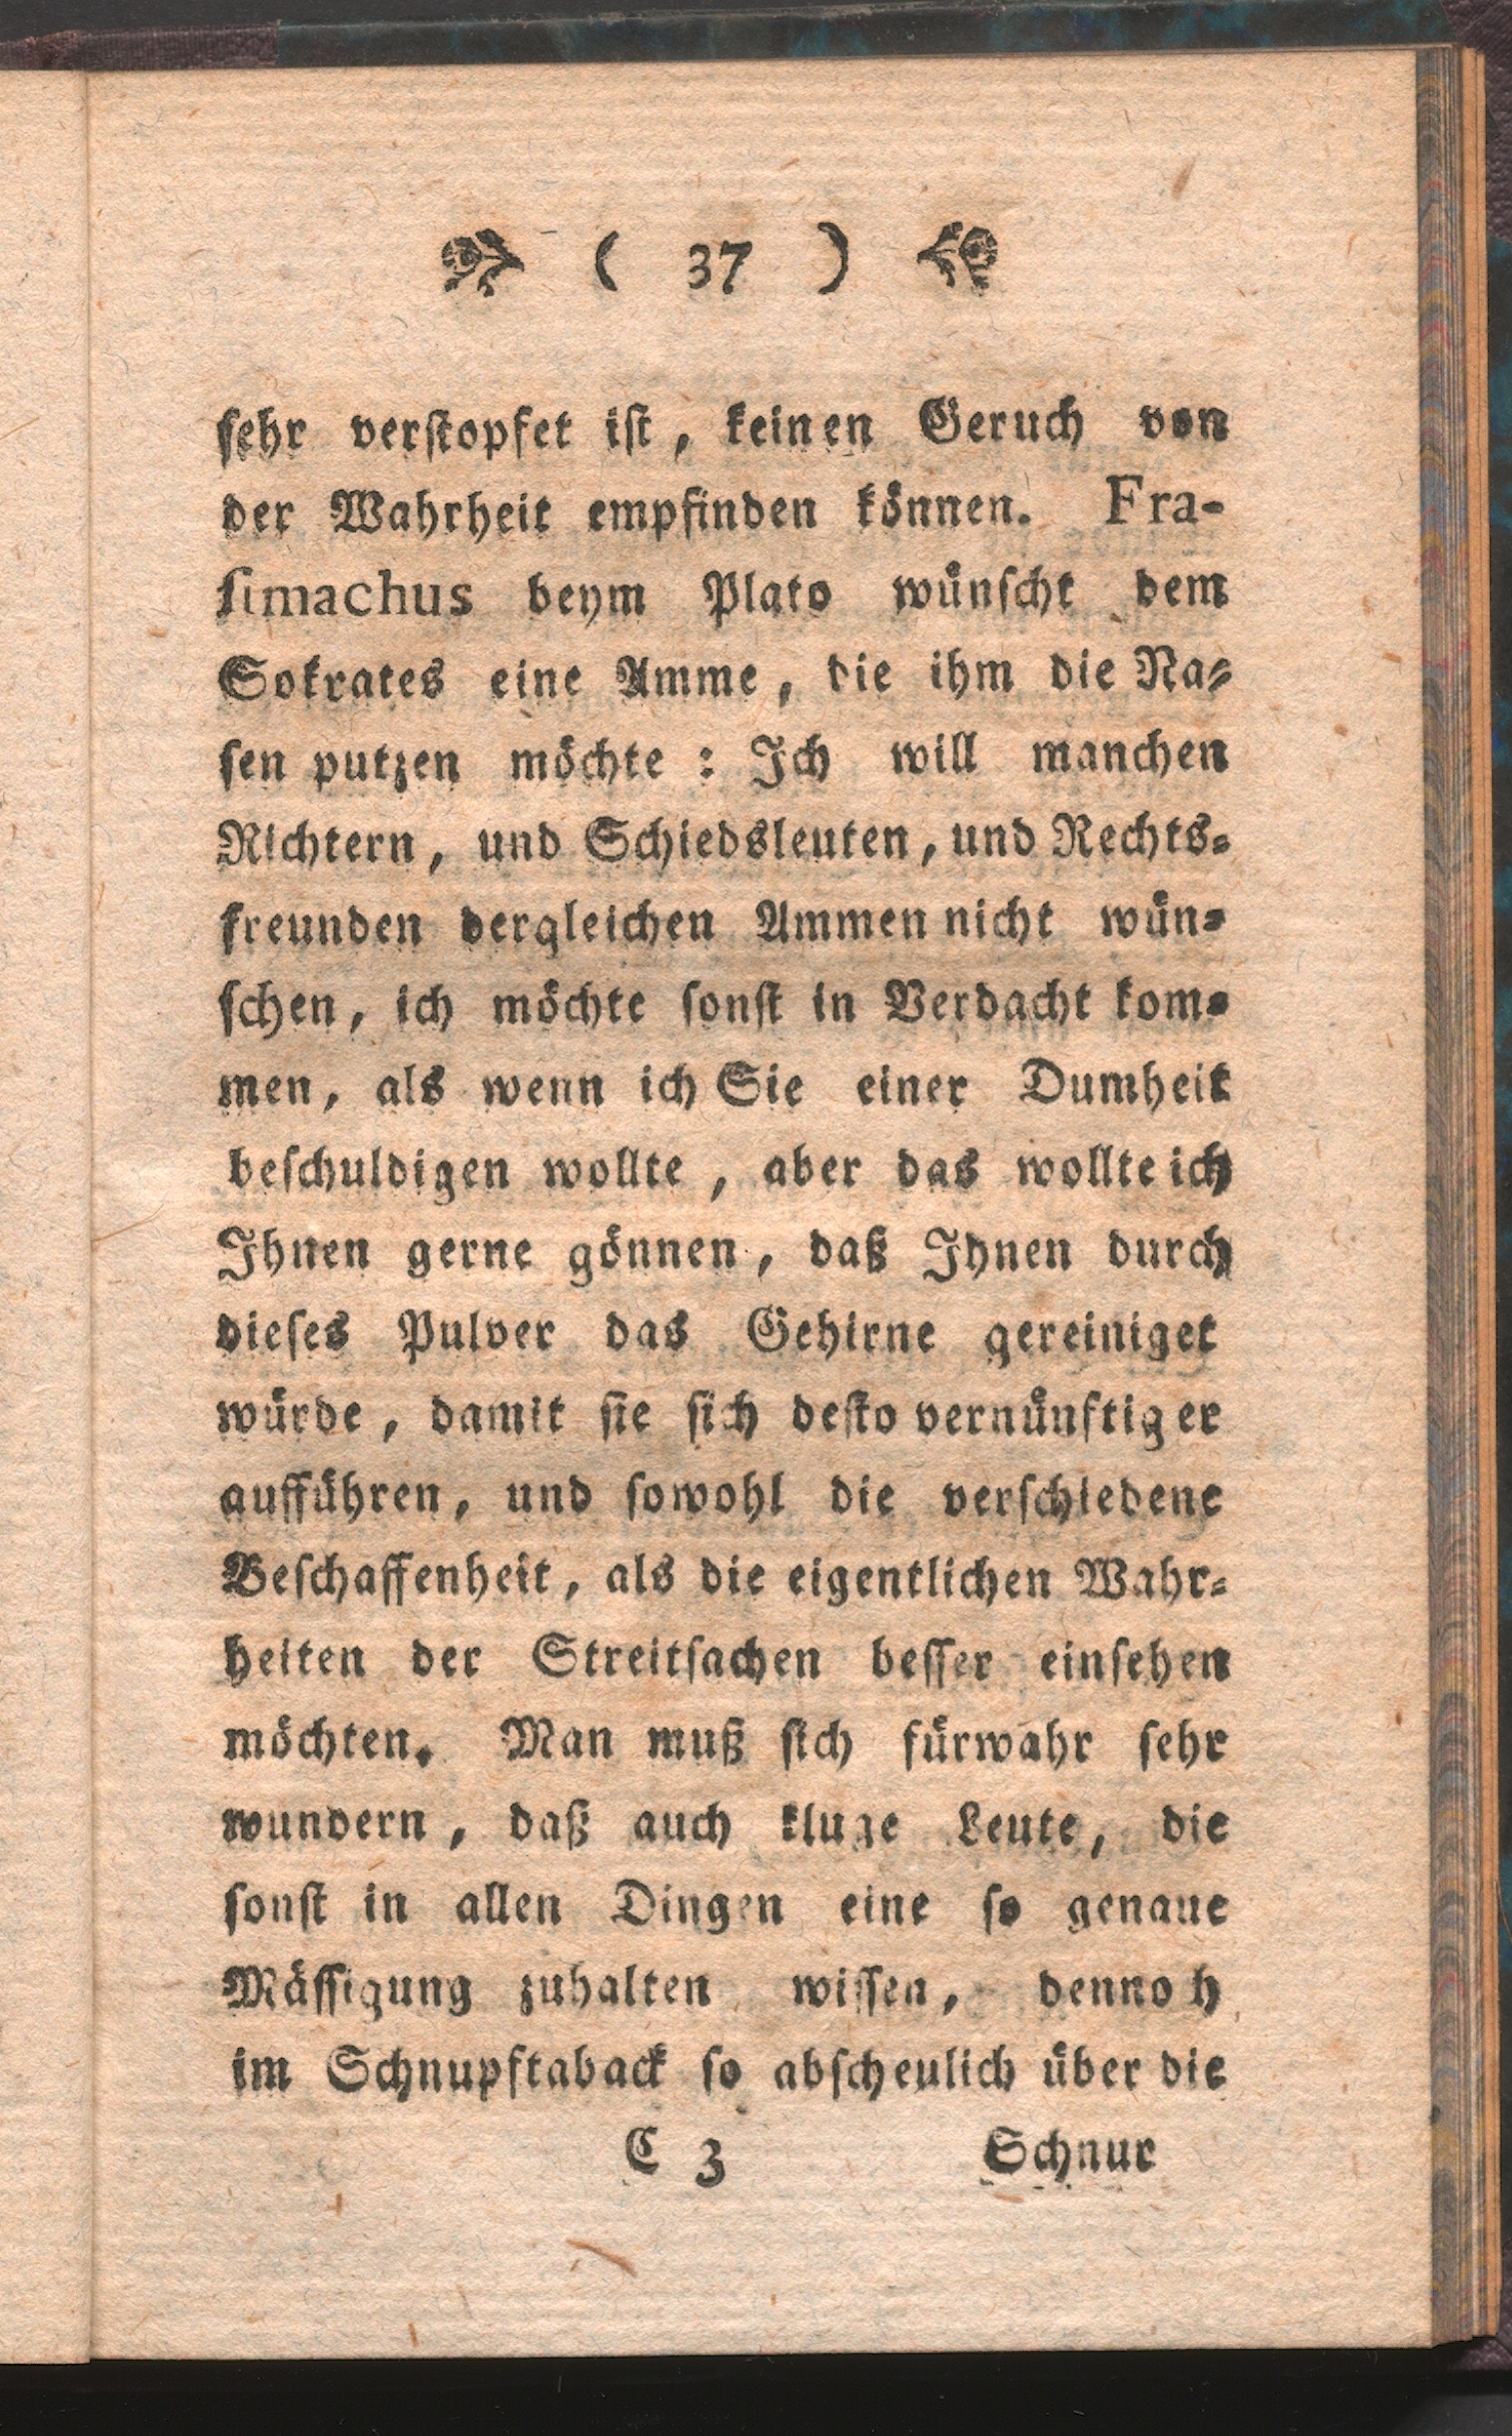 ( 37 )
ſehr verſtopfet iſt, keinen Geruch von
der Wahrheit empfinden können. Fra-
ſimachus beym Plato wünſcht dem
Sokrates eine Amme, die ihm die Na-
ſen putzen möchte: Ich will manchen
Richtern, und Schiedsleuten, und Rechts-
freunden dergleichen Ammen nicht wün-
ſchen, ich möchte ſonſt in Verdacht kom-
men, als wenn ich Sie einer Dumheit
beſchuldigen wollte, aber das wollte ich
Ihnen gerne gönnen, daß Ihnen durch
dieſes Pulver das Gehirne gereiniget
würde, damit ſie ſich deſto vernünftiger
aufführen, und ſowohl die verſchiedene
Beſchaffenheit, als die eigentlichen Wahr-
heiten der Streitſachen beſſer einſehen
möchten. Man muß ſich fürwahr ſehr
wundern, daß auch kluge Leute, die
ſonſt in allen Dingen eine ſo genaue
Mäſſigung zuhalten wiſſen, denno h
im Schnupftaback ſo abſcheulich über die
C 3 Schnur